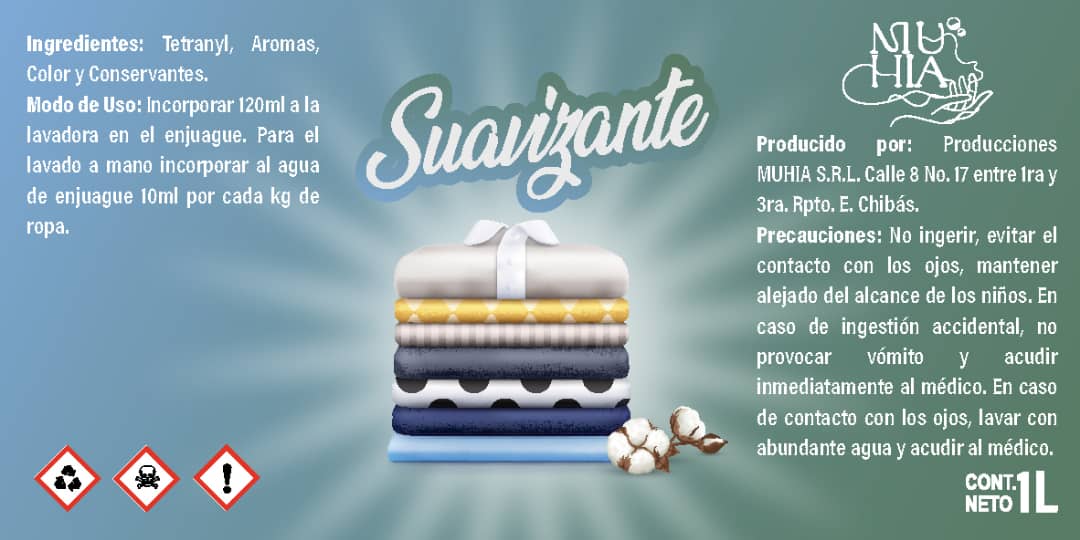 Ingredientes: Tetranyl, Aromas,
Color y Conservantes.
Modo de Uso: Incorporar 120ml a la
lavadora en el enjuague. Para el
lavado a mano incorporar al agua
de enjuague 10ml por cada kg de
ropa.
Suavizante
MUHIA
Producido por: Producciones
MUHIA S.R.L. Calle 8 No. 17 entre 1ra y
3ra. Rpto. E. Chibás.
Precauciones: No ingerir, evitar el
contacto con los ojos, mantener
alejado del alcance de los niños. En
caso de ingestión accidental, no
provocar vómito y acudir
inmediatamente al médico. En caso
de contacto con los ojos, lavar con
abundante agua y acudir al médico.
CONT.
NETO 1L